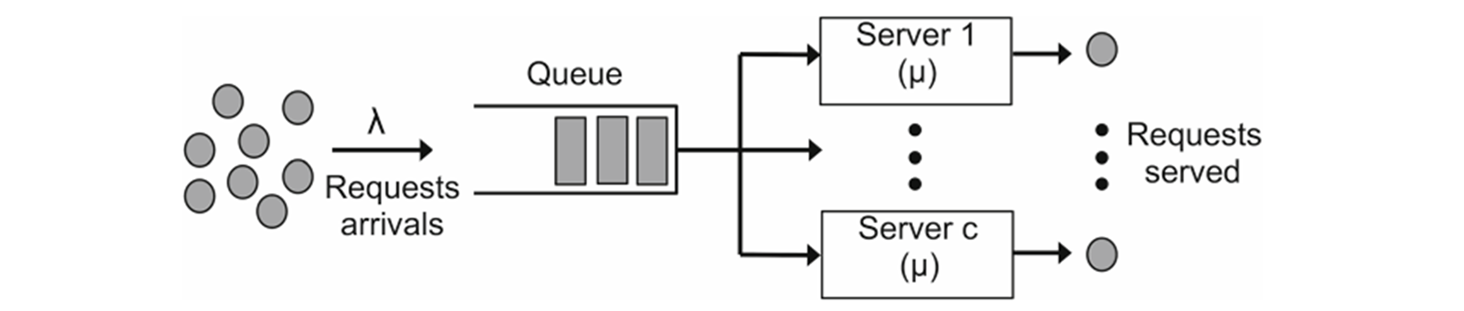 λ
Requests
arrivals
Queue
Server 1
(μ)
Server c
(μ)
Requests
served